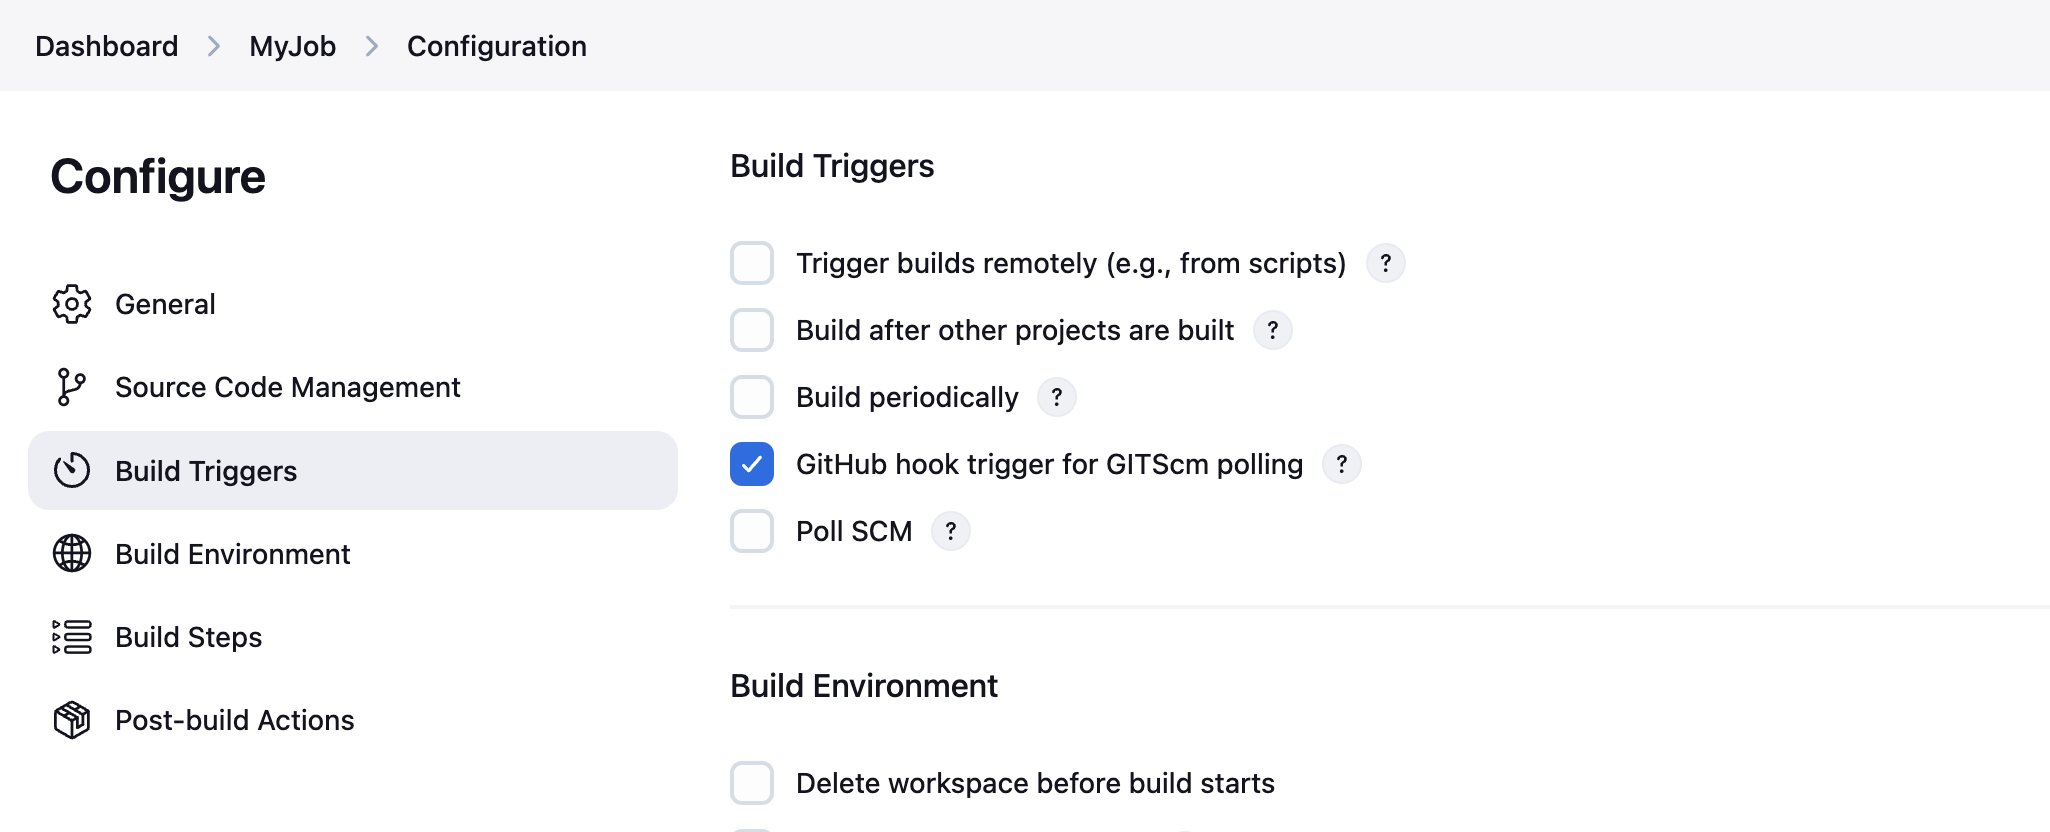 Dashboard > MyJob > Configuration
Configure
General
Source Code Management
Build Triggers
Build Environment
Build Steps
Post-build Actions
Build Triggers
Trigger builds remotely (e.g., from scripts) ?
Build after other projects are built ?
Build periodically ?
GitHub hook trigger for GITScm polling ?
Poll SCM ?
Build Environment
Delete workspace before build starts